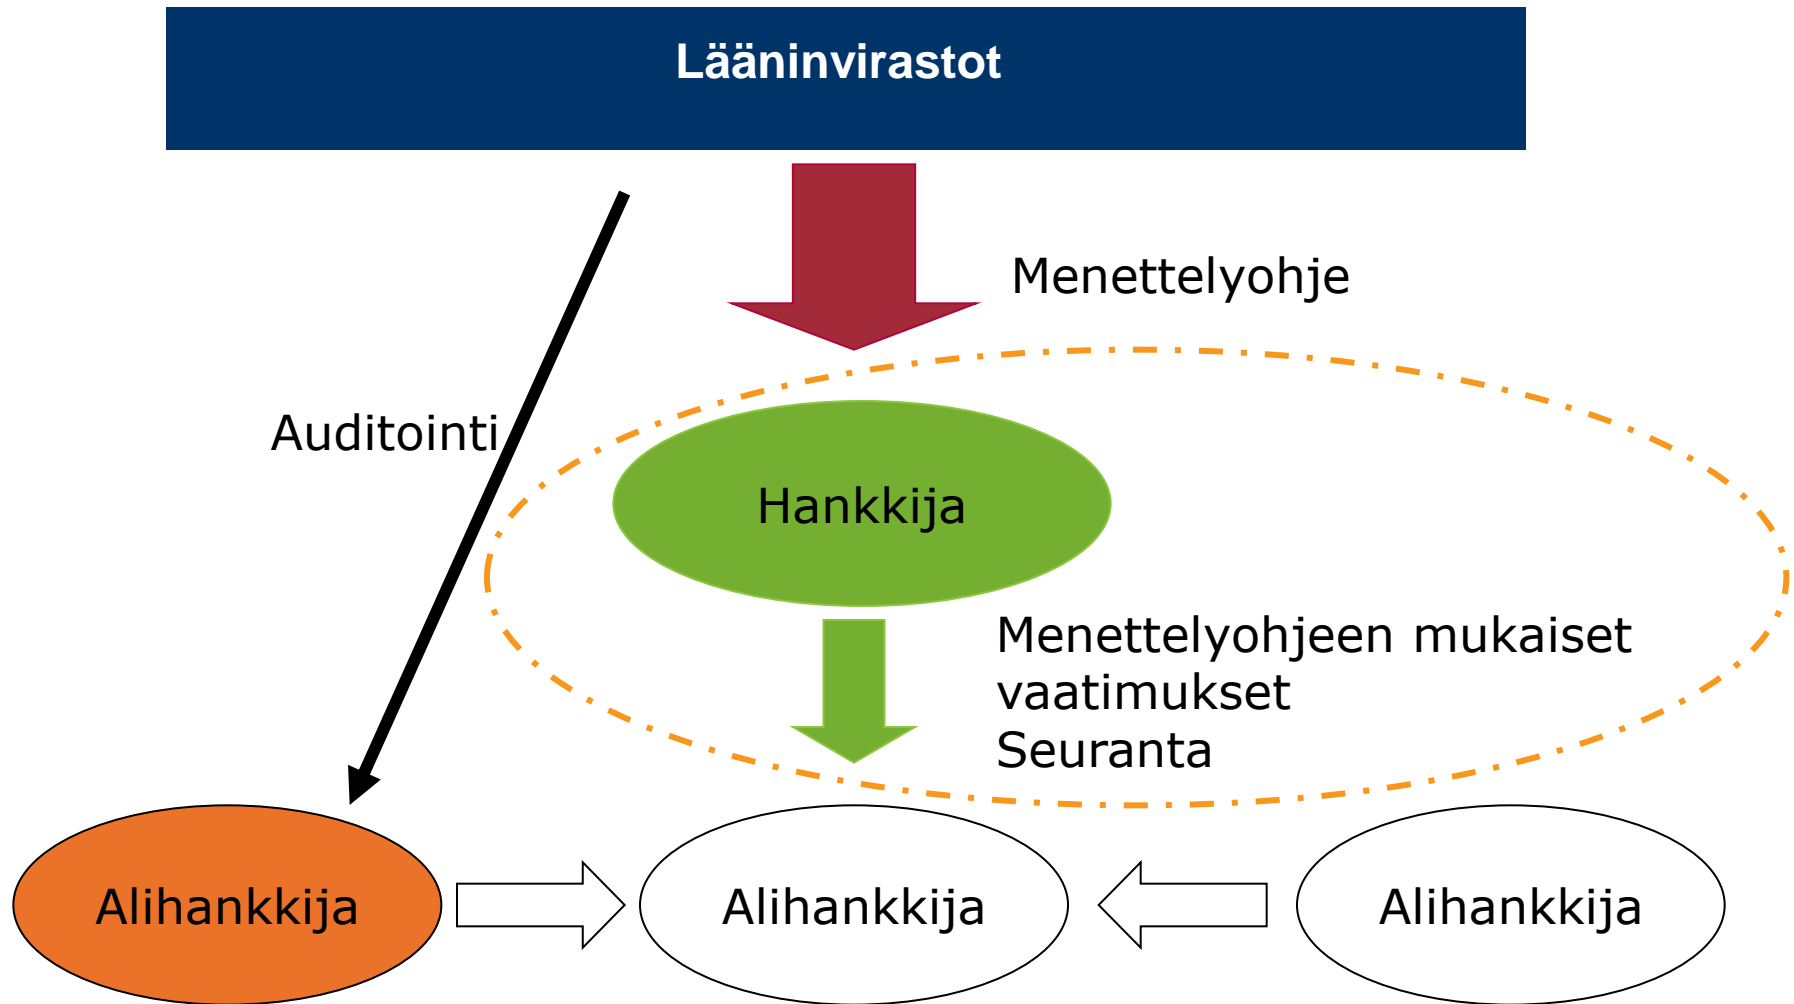 Lääninvirastot
Menettelyohje
Auditointi
Hankkija
Menettelyohjeen mukaiset
vaatimukset
Seuranta
Alihankkija
Alihankkija
Alihankkija